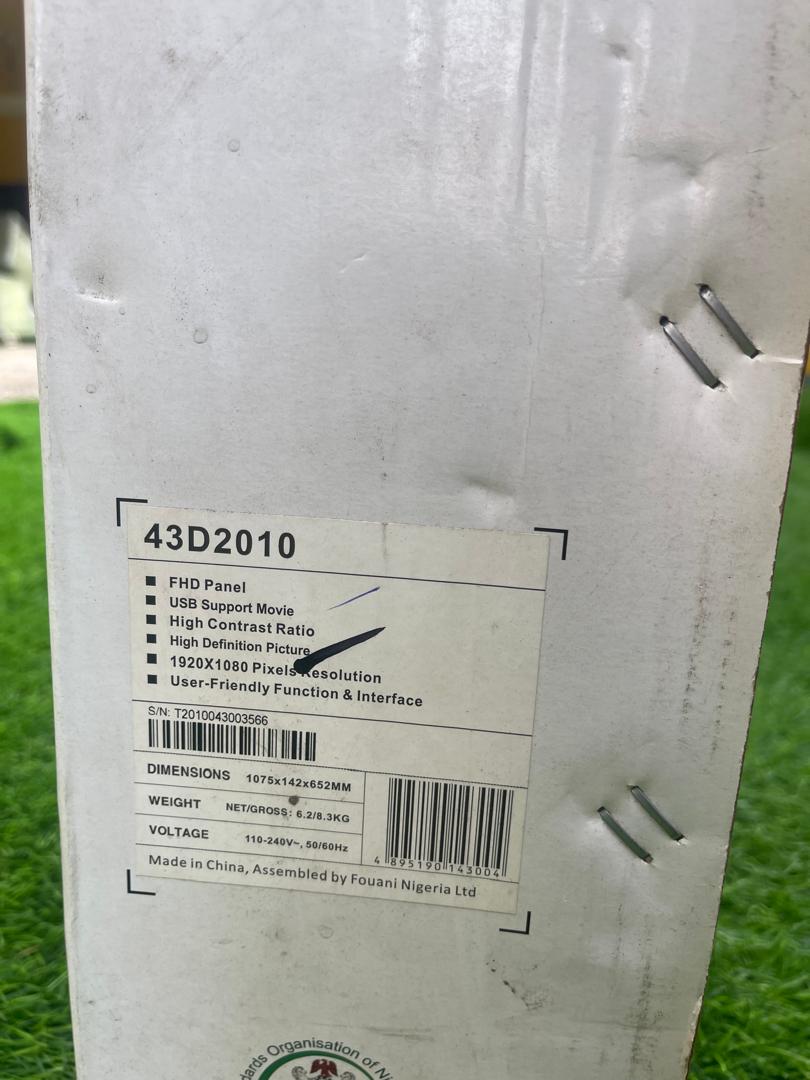 43D2010
FHD Panel
USB Support Movie
High Contrast Ratio
High Definition Picture
1920X1080 Pixels Resolution
User-Friendly Function & Interface
S/N: T2010043003566
DIMENSIONS 1075x142x652MM
WEIGHT NET/GROSS: 6.2/8.3KG
VOLTAGE 110-240V~, 50/60Hz
4 895190 143004
Made in China, Assembled by Fouani Nigeria Ltd
Organisation of